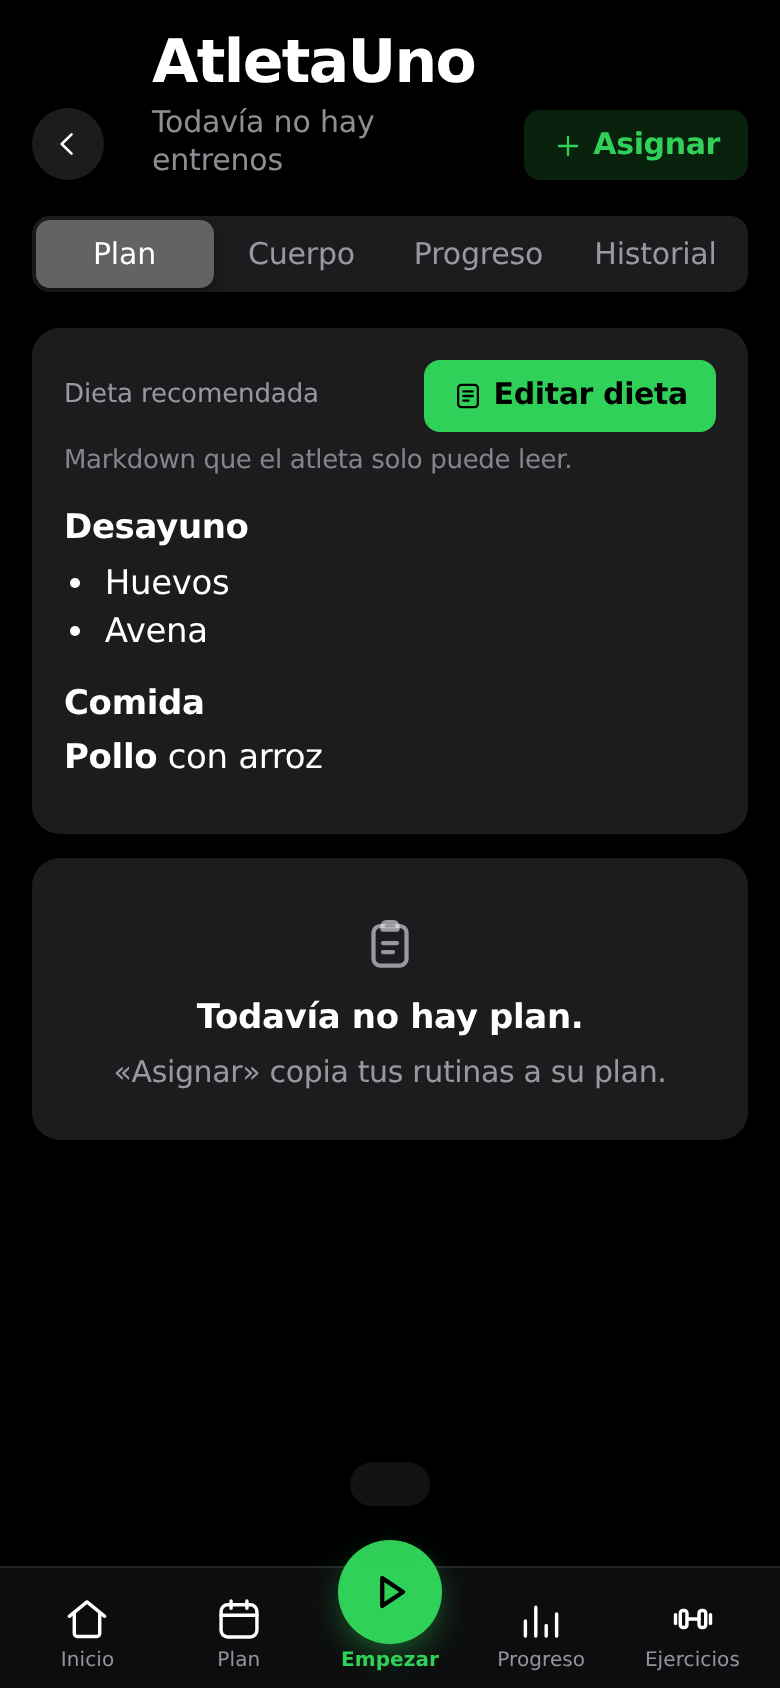 AtletaUno
Todavía no hay
entrenos
+ Asignar
Plan
Cuerpo
Progreso
Historial
Dieta recomendada
Editar dieta
Markdown que el atleta solo puede leer.
Desayuno
• Huevos
• Avena
Comida
Pollo con arroz
Todavía no hay plan.
«Asignar» copia tus rutinas a su plan.
Inicio
Plan
Empezar
Progreso
Ejercicios